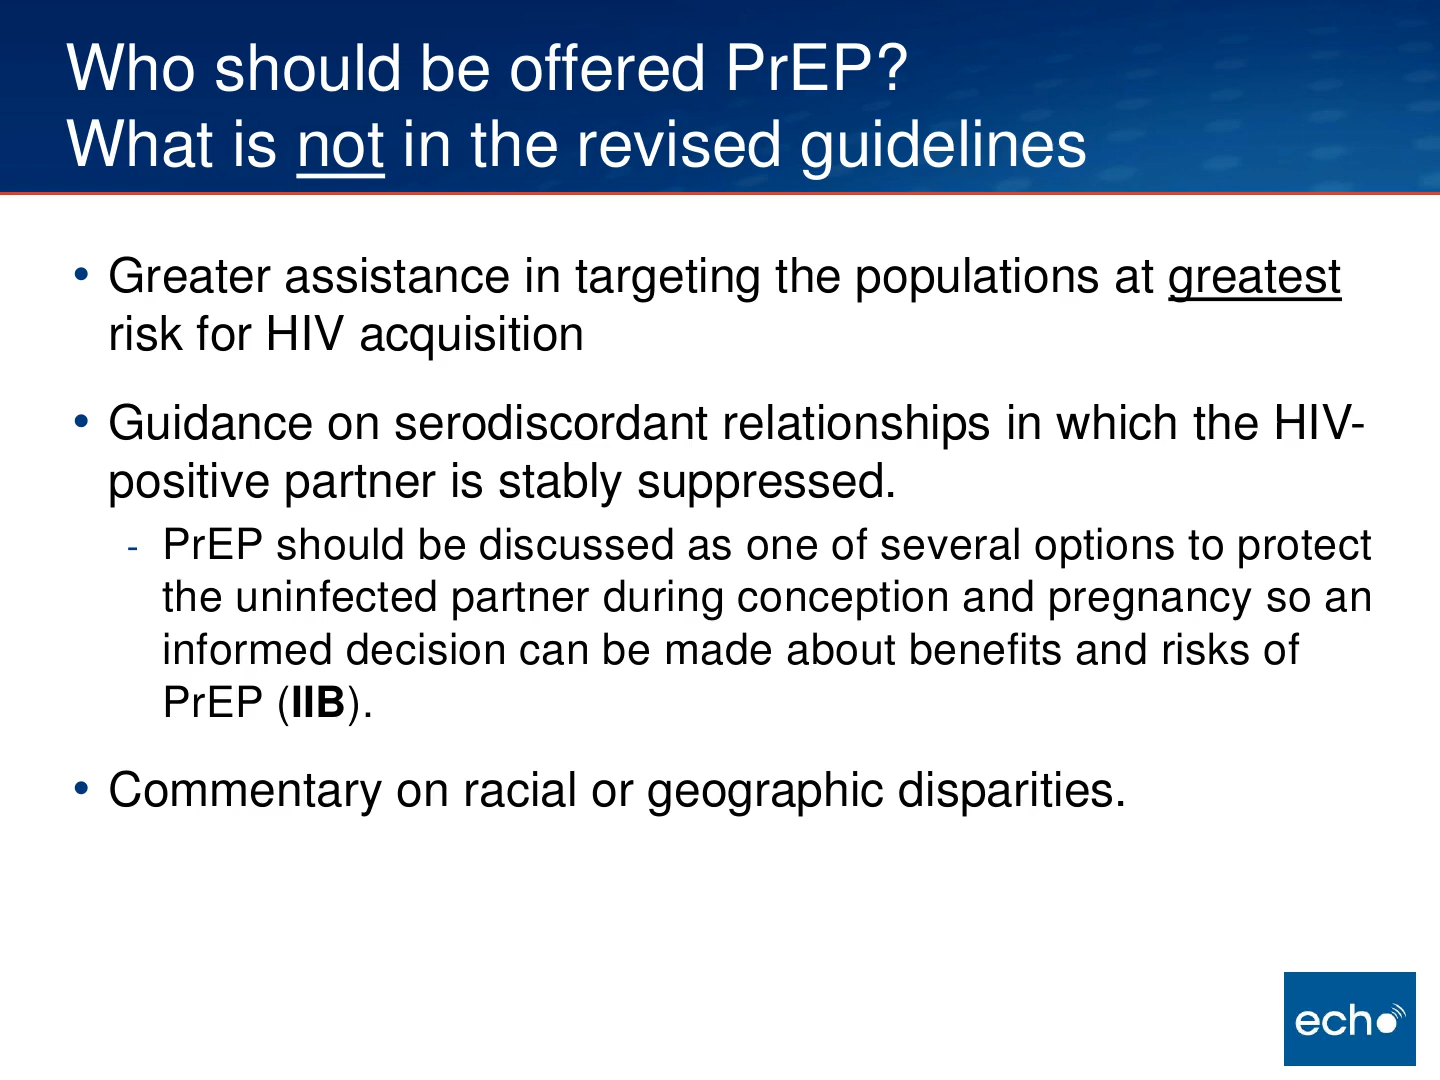 Who should be offered PrEP?
What is not in the revised guidelines
• Greater assistance in targeting the populations at greatest
risk for HIV acquisition
• Guidance on serodiscordant relationships in which the HIV-
positive partner is stably suppressed.
- PrEP should be discussed as one of several options to protect
the uninfected partner during conception and pregnancy so an
informed decision can be made about benefits and risks of
PrEP (IIB).
• Commentary on racial or geographic disparities.
echo